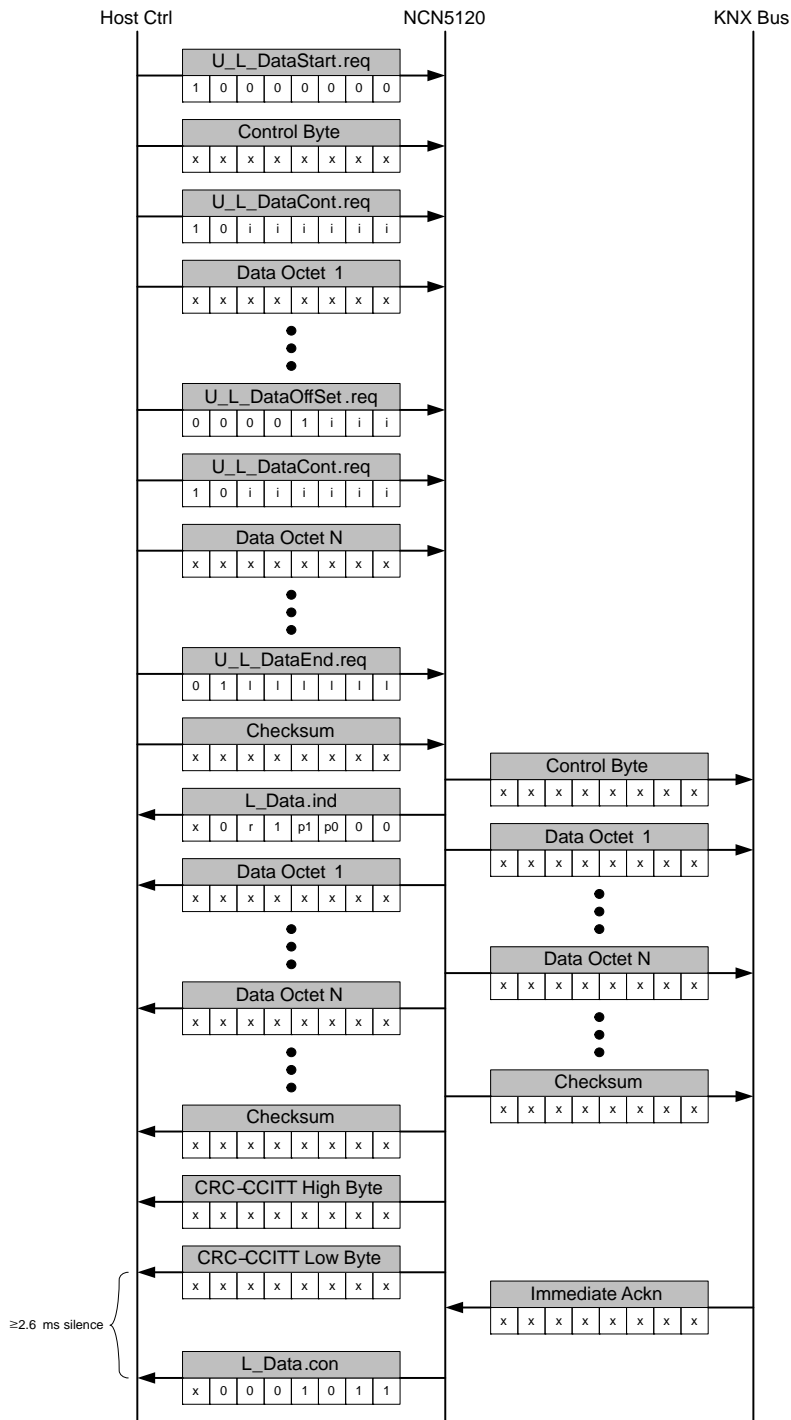 Host Ctrl NCN5120 KNX Bus
U_L_DataStart.req
1 0 0 0 0 0 0 0
Control Byte
x x x x x x x x
U_L_DataCont.req
1 0 i i i i i i
Data Octet 1
x x x x x x x x
U_L_DataOffSet.req
0 0 0 0 1 i i i
U_L_DataCont.req
1 0 i i i i i i
Data Octet N
x x x x x x x x
U_L_DataEnd.req
0 1 l l l l l l
Checksum
x x x x x x x x
Control Byte
x x x x x x x x
L_Data.ind
x 0 r 1 p1 p0 0 0
Data Octet 1
x x x x x x x x
Data Octet 1
x x x x x x x x
Data Octet N
x x x x x x x x
Data Octet N
x x x x x x x x
Checksum
x x x x x x x x
Checksum
x x x x x x x x
CRC-CCITT High Byte
x x x x x x x x
CRC-CCITT Low Byte
x x x x x x x x
Immediate Ackn
x x x x x x x x
≥2.6 ms silence
L_Data.con
x 0 0 0 1 0 1 1